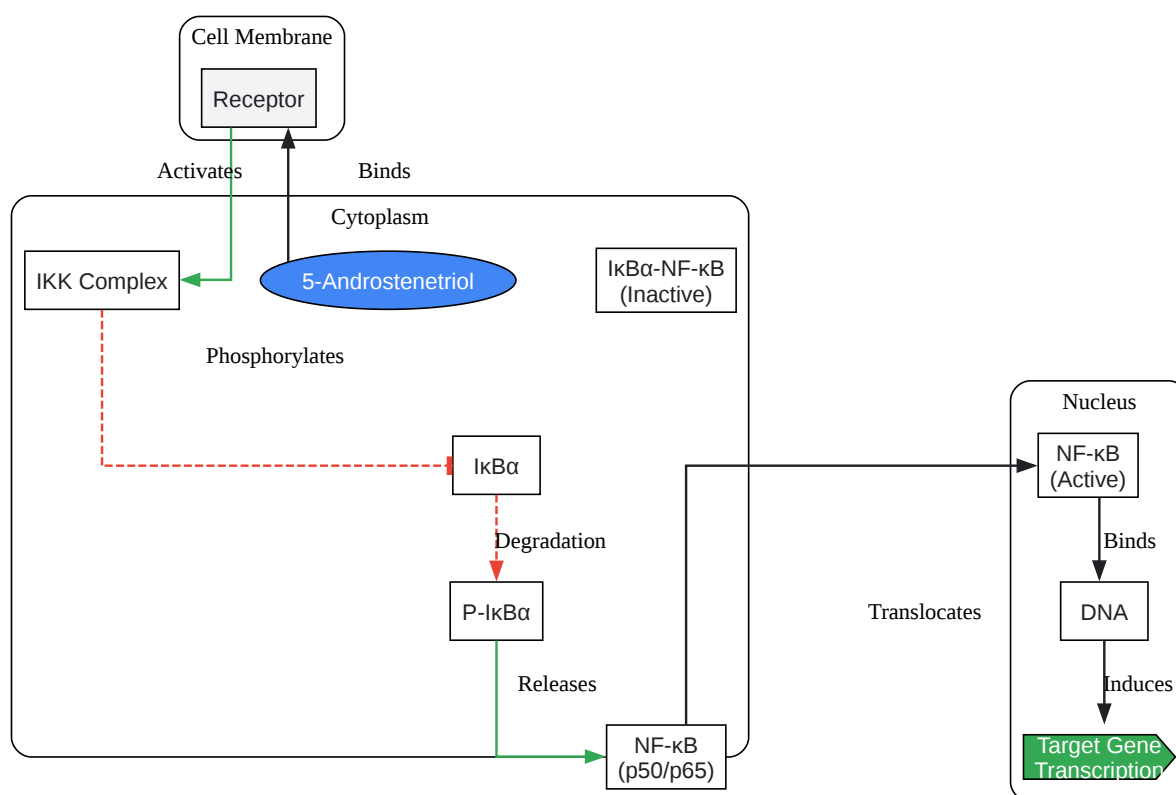 Cell Membrane
Receptor
Activates
Binds
Cytoplasm
IKK Complex
5-Androstenetriol
IκBα-NF-κB
(Inactive)
Phosphorylates
Nucleus
IκBα
NF-κB
(Active)
Degradation
Binds
P-IκBα
Translocates
DNA
Releases
Induces
NF-κB
(p50/p65)
Target Gene
Transcription